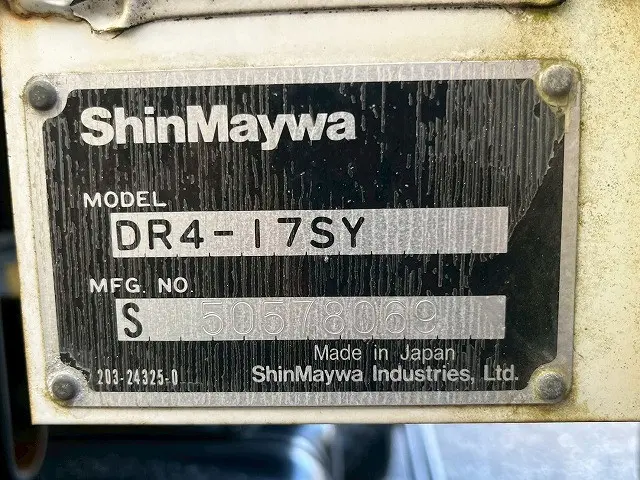 ShinMaywa
MODEL
DR4-17SY
MFG. NO.
S 50578069
Made in Japan
203-24325-0
ShinMaywa Industries, Ltd.